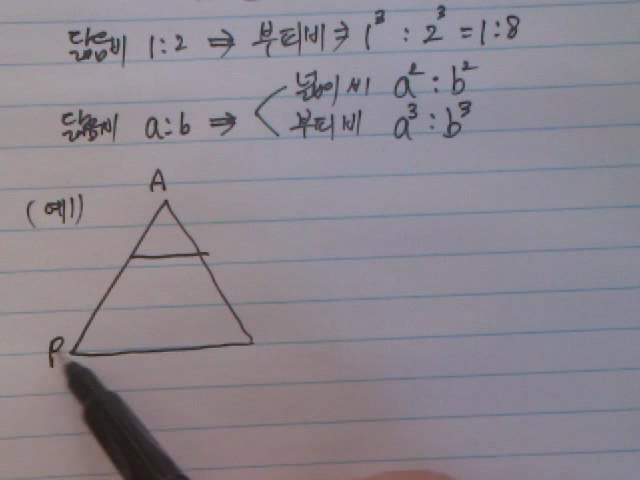 닮음비 1:2 ⇒ 부피비 ⇒ 1³ : 2³ = 1:8
넓이비 a² : b²
닮음비 a:b ⇒
부피비 a³ : b³
A
(예1)